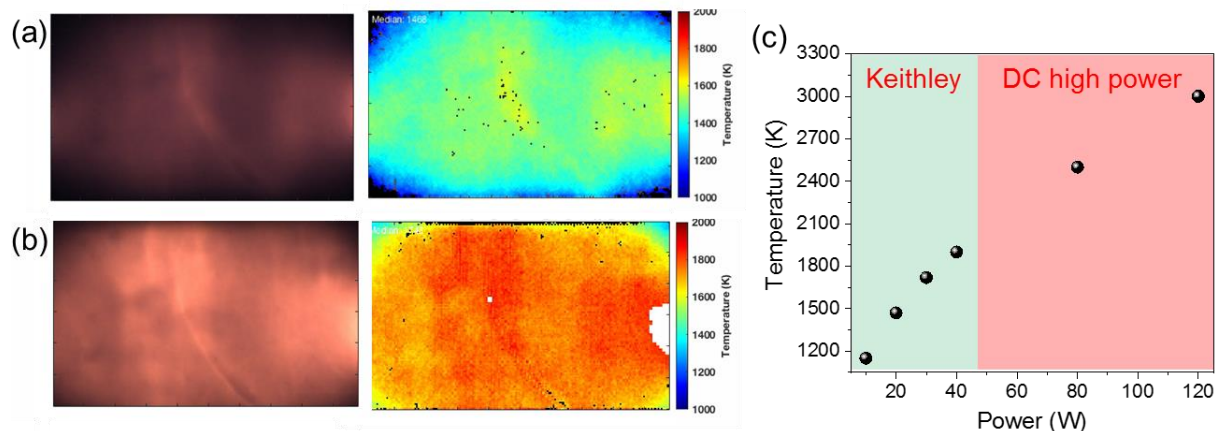 (a)
Median: 1468
2000
1800
1600
1400
1200
1000
Temperature (K)
(b)
2000
1800
1600
1400
1200
1000
Temperature (K)
(c)
Keithley
DC high power
3300
3000
2700
2400
2100
1800
1500
1200
Temperature (K)
20
40
60
80
100
120
Power (W)